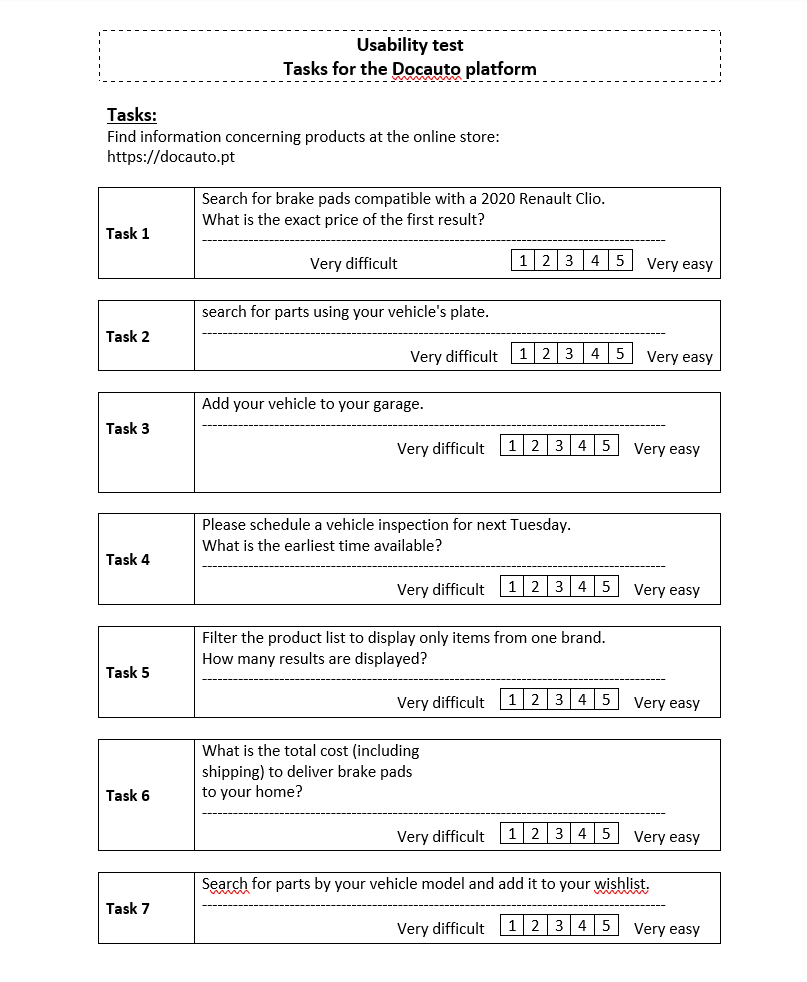 Usability test
Tasks for the Docauto platform
Tasks:
Find information concerning products at the online store:
https://docauto.pt
Task 1
Search for brake pads compatible with a 2020 Renault Clio.
What is the exact price of the first result?
Very difficult 1 2 3 4 5 Very easy
Task 2
search for parts using your vehicle's plate.
Very difficult 1 2 3 4 5 Very easy
Task 3
Add your vehicle to your garage.
Very difficult 1 2 3 4 5 Very easy
Task 4
Please schedule a vehicle inspection for next Tuesday.
What is the earliest time available?
Very difficult 1 2 3 4 5 Very easy
Task 5
Filter the product list to display only items from one brand.
How many results are displayed?
Very difficult 1 2 3 4 5 Very easy
Task 6
What is the total cost (including
shipping) to deliver brake pads
to your home?
Very difficult 1 2 3 4 5 Very easy
Task 7
Search for parts by your vehicle model and add it to your wishlist.
Very difficult 1 2 3 4 5 Very easy